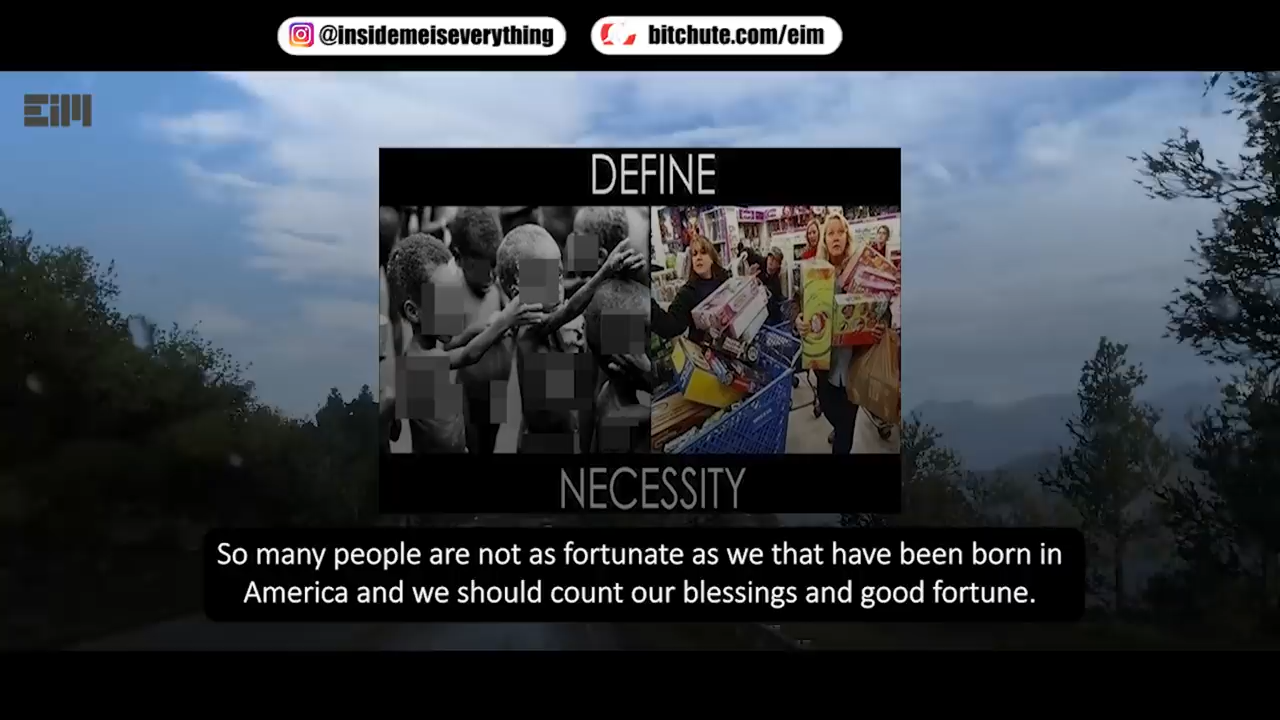 @insidemeiseverything
bitchute.com/eim
EiM
DEFINE
NECESSITY
So many people are not as fortunate as we that have been born in
America and we should count our blessings and good fortune.